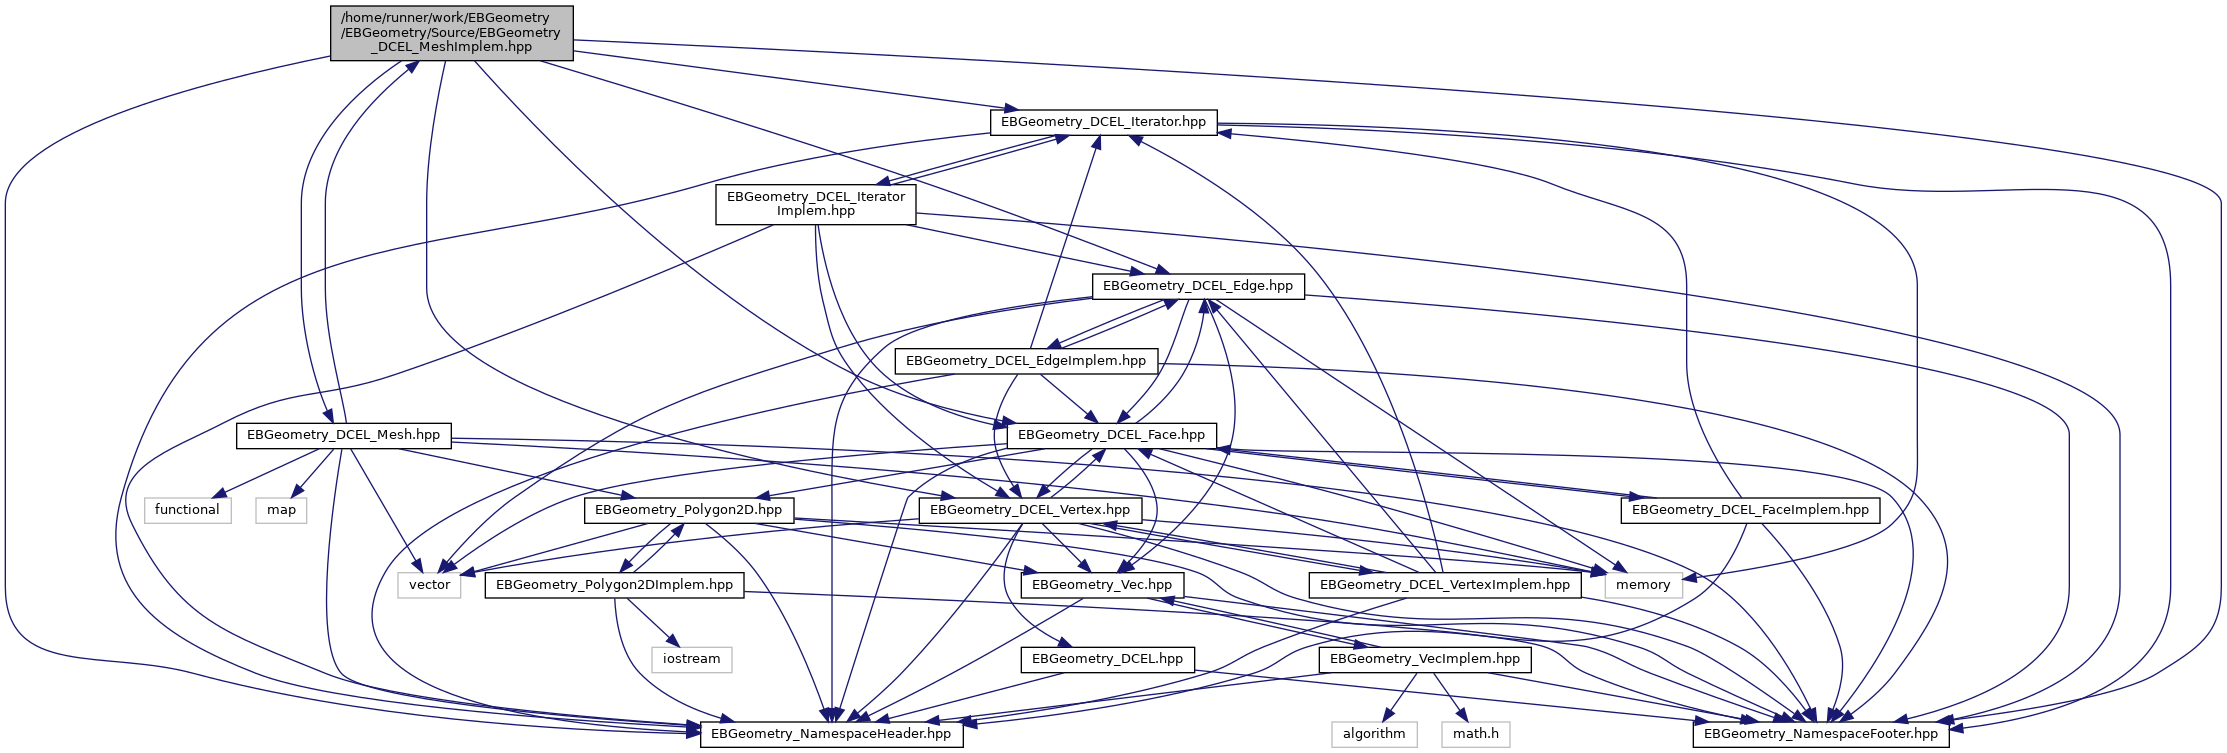 /home/runner/work/EBGeometry
/EBGeometry/Source/EBGeometry
_DCEL_MeshImplem.hpp
EBGeometry_DCEL_Iterator.hpp
EBGeometry_DCEL_Iterator
Implem.hpp
EBGeometry_DCEL_Edge.hpp
EBGeometry_DCEL_EdgeImplem.hpp
EBGeometry_DCEL_Mesh.hpp
EBGeometry_DCEL_Face.hpp
functional
map
EBGeometry_Polygon2D.hpp
EBGeometry_DCEL_Vertex.hpp
EBGeometry_DCEL_FaceImplem.hpp
vector
EBGeometry_Polygon2DImplem.hpp
EBGeometry_Vec.hpp
EBGeometry_DCEL_VertexImplem.hpp
memory
iostream
EBGeometry_DCEL.hpp
EBGeometry_VecImplem.hpp
EBGeometry_NamespaceHeader.hpp
algorithm
math.h
EBGeometry_NamespaceFooter.hpp